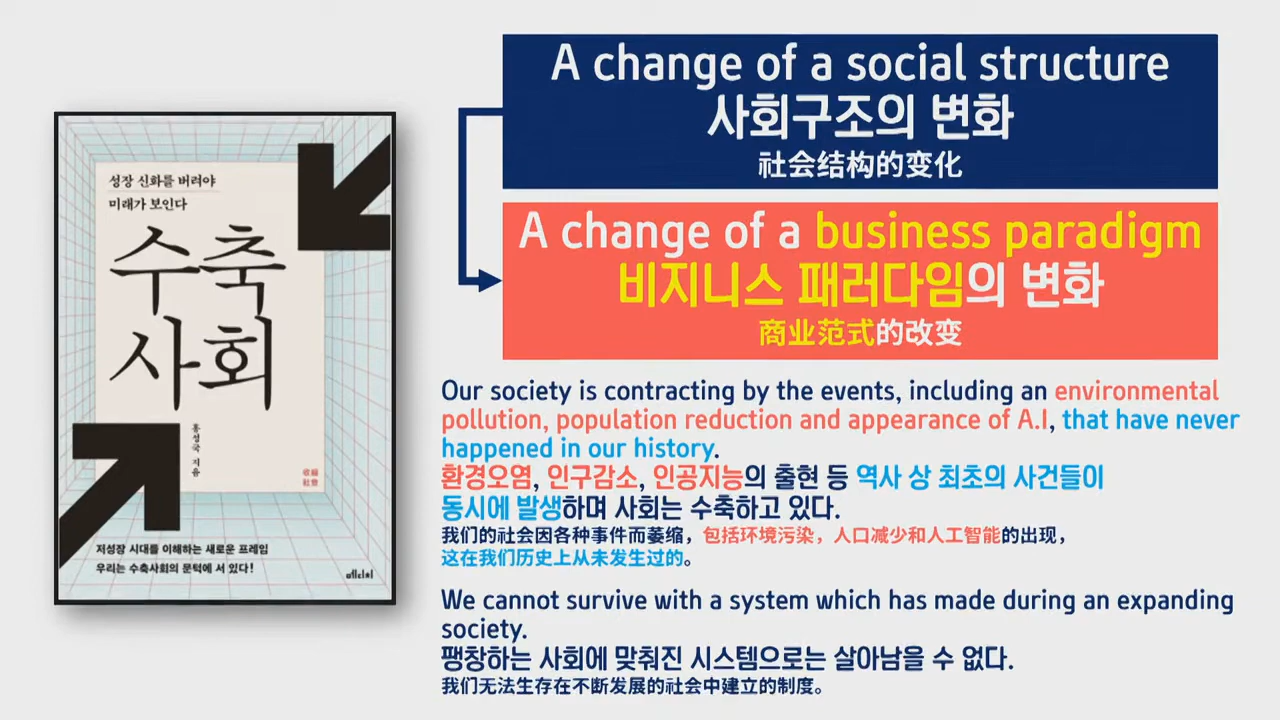 성장 신화를 버려야
미래가 보인다
수축
사회
홍성국 지음
收縮
社會
저성장 시대를 이해하는 새로운 프레임
우리는 수축사회의 문턱에 서 있다!
메디치
A change of a social structure
사회구조의 변화
社会结构的变化
A change of a business paradigm
비지니스 패러다임의 변화
商业范式的改变
Our society is contracting by the events, including an environmental
pollution, population reduction and appearance of A.I, that have never
happened in our history.
환경오염, 인구감소, 인공지능의 출현 등 역사 상 최초의 사건들이
동시에 발생하며 사회는 수축하고 있다.
我们的社会因各种事件而萎缩，包括环境污染，人口减少和人工智能的出现，
这在我们历史上从未发生过的。
We cannot survive with a system which has made during an expanding
society.
팽창하는 사회에 맞춰진 시스템으로는 살아남을 수 없다.
我们无法生存在不断发展的社会中建立的制度。